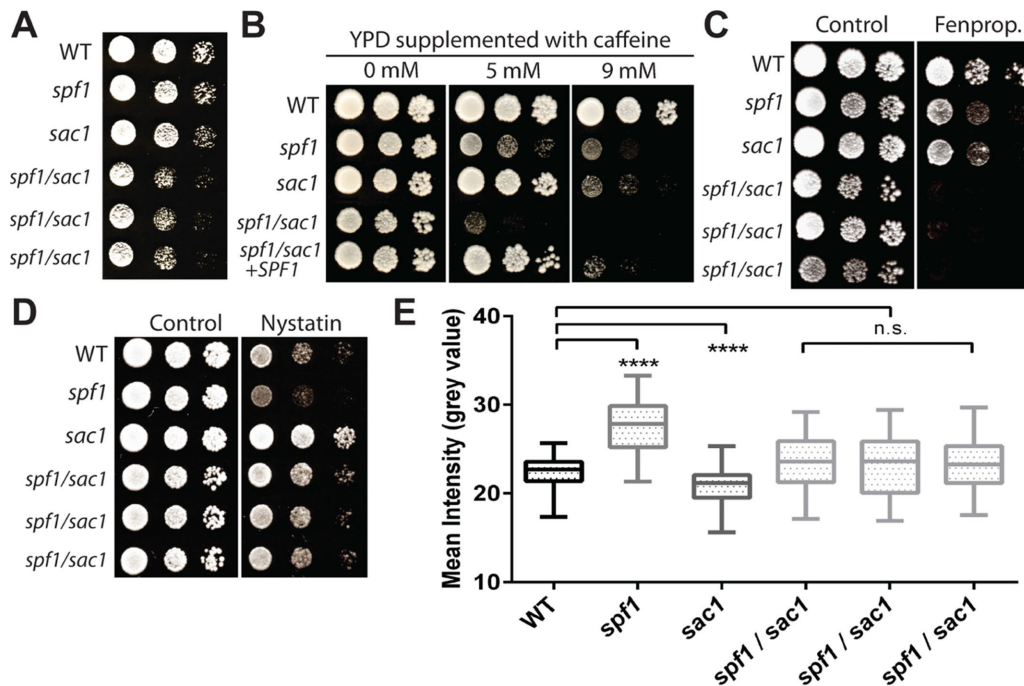 A
WT
spf1
sac1
spf1/sac1
spf1/sac1
spf1/sac1
B
YPD supplemented with caffeine
0 mM 5 mM 9 mM
WT
spf1
sac1
spf1/sac1
spf1/sac1
+SPF1
C
Control Fenprop.
WT
spf1
sac1
spf1/sac1
spf1/sac1
spf1/sac1
D
Control Nystatin
WT
spf1
sac1
spf1/sac1
spf1/sac1
spf1/sac1
E
Mean Intensity (grey value)
40
30
20
10
**** **** n.s.
WT spf1 sac1 spf1 / sac1 spf1 / sac1 spf1 / sac1